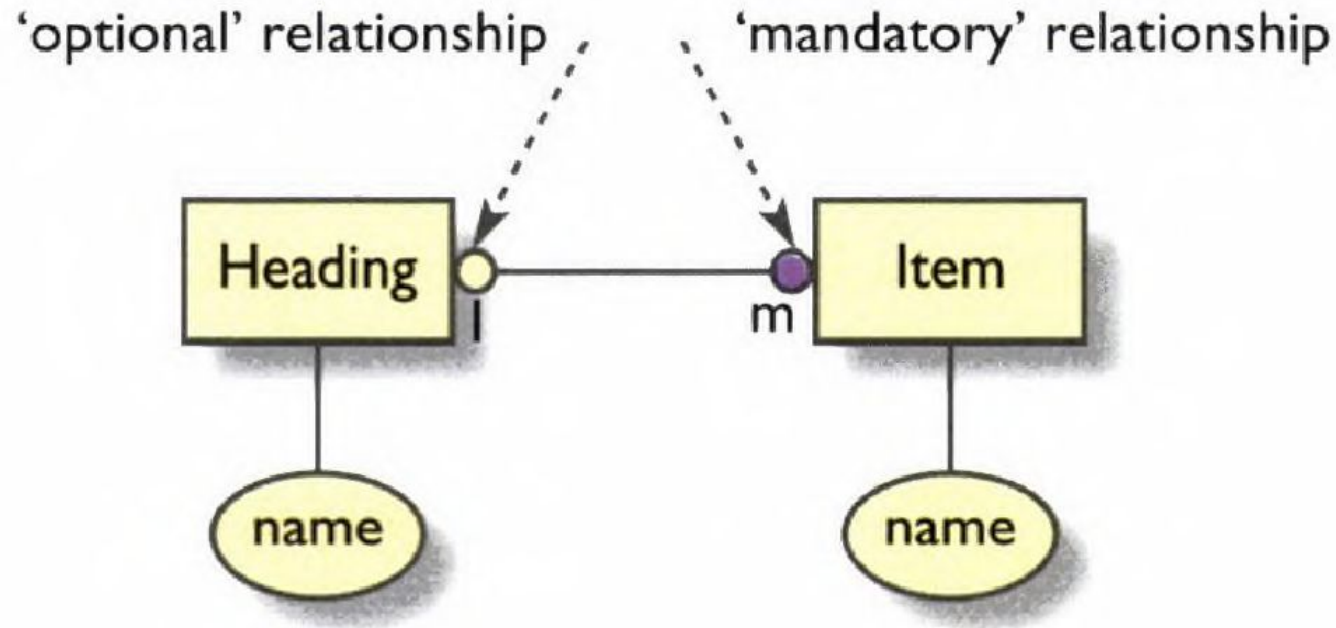 ‘optional’ relationship ‘mandatory’ relationship
Heading Item
1 m
name name